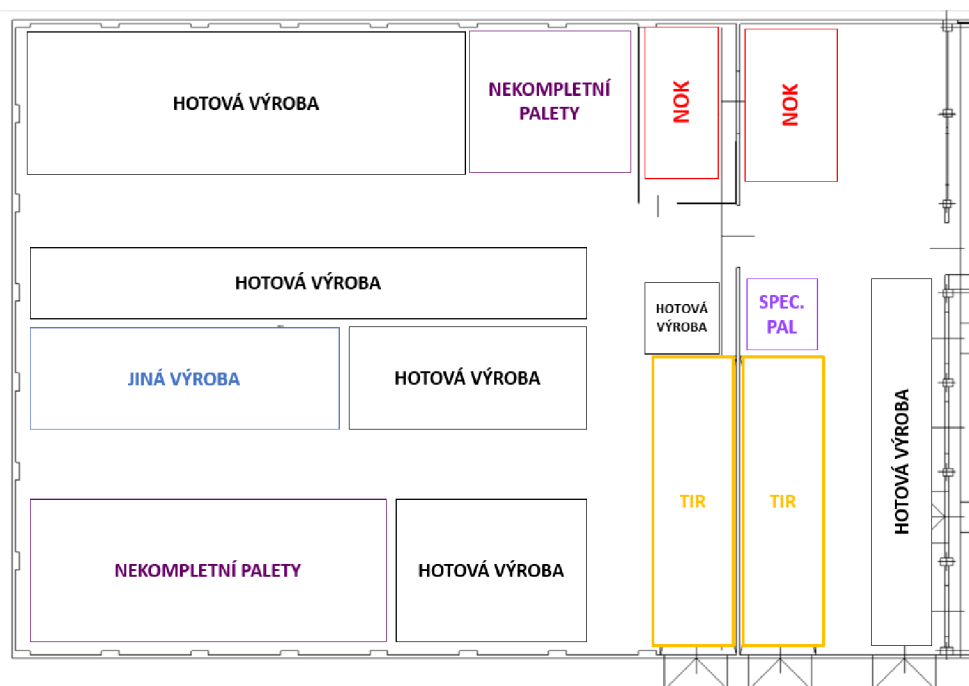 HOTOVÁ VÝROBA
NEKOMPLETNÍ
PALETY
NOK
NOK
HOTOVÁ VÝROBA
HOTOVÁ
VÝROBA
SPEC.
PAL
JINÁ VÝROBA
HOTOVÁ VÝROBA
HOTOVÁ VÝROBA
TIR
TIR
NEKOMPLETNÍ PALETY
HOTOVÁ VÝROBA